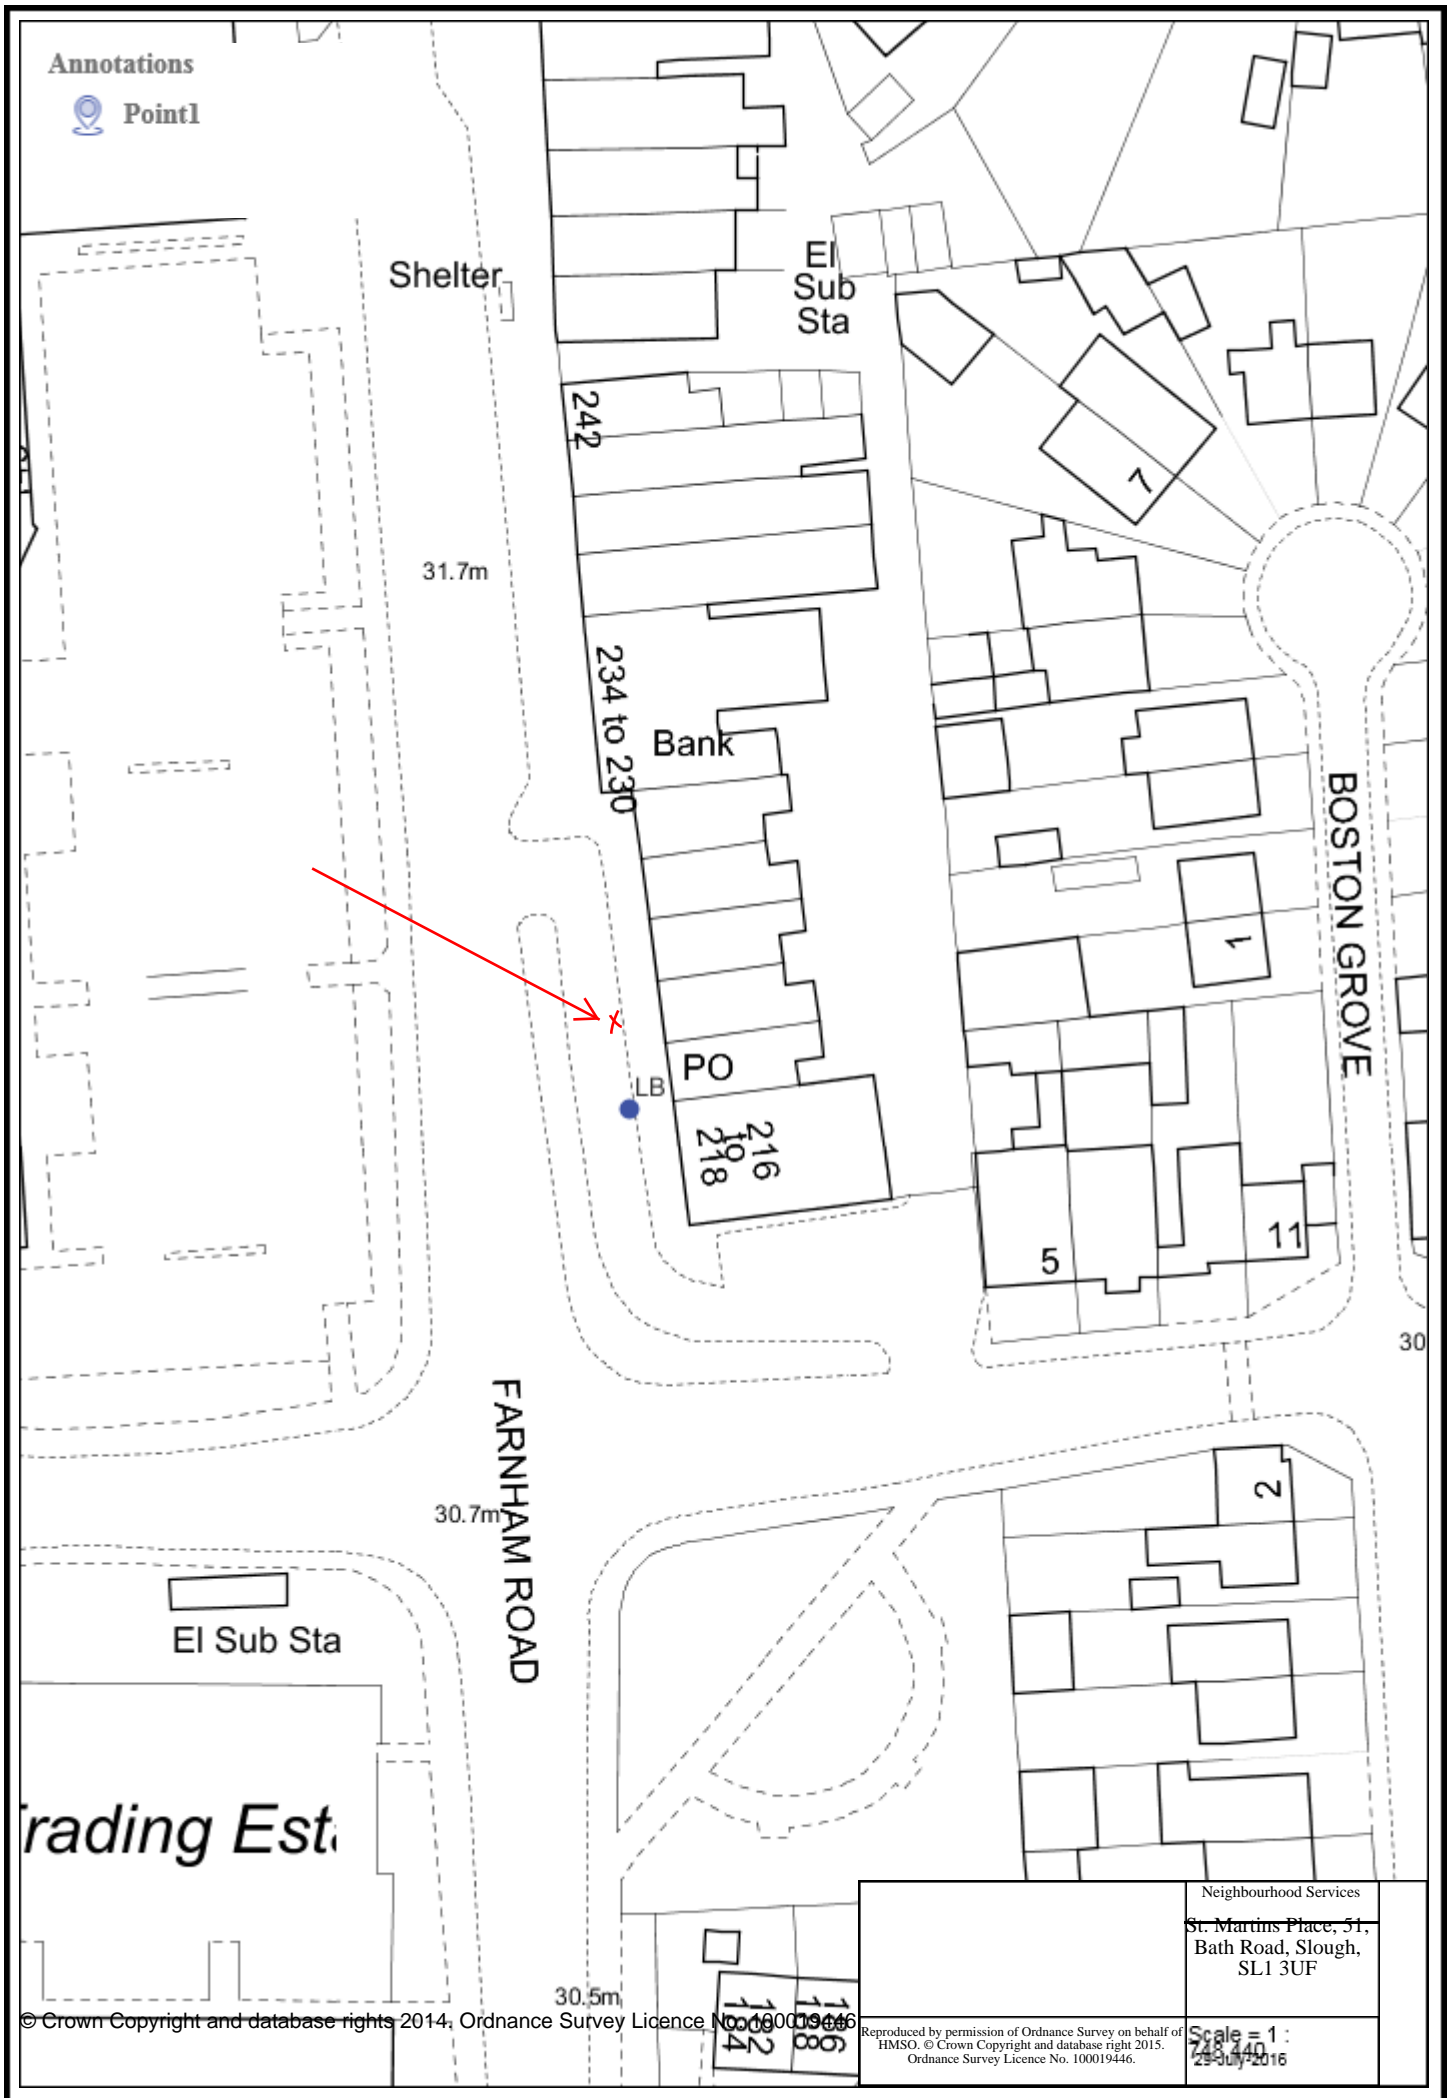 Annotations
Point1
Shelter
El
Sub
Sta
242
7
31.7m
234 to 230
Bank
BOSTON GROVE
1
PO
LB
216
to
218
5
11
30
FARNHAM ROAD
30.7m
2
El Sub Sta
rading Est
30.5m
184
182
188
186
© Crown Copyright and database rights 2014. Ordnance Survey Licence No. 100019446
Neighbourhood Services
St. Martins Place, 51,
Bath Road, Slough,
SL1 3UF
Reproduced by permission of Ordnance Survey on behalf of
HMSO. © Crown Copyright and database right 2015.
Ordnance Survey Licence No. 100019446.
Scale = 1 :
748.440
29-July-2016